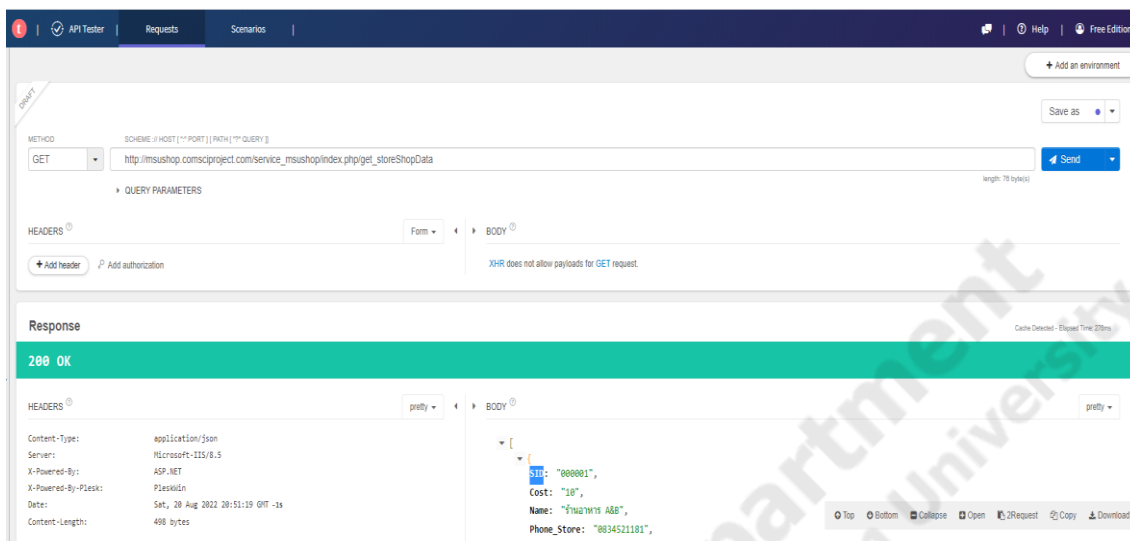 t | API Tester | Requests Scenarios | | Help | Free Edition
+ Add an environment
DRAFT
Save as
METHOD SCHEME :// HOST [ ":" PORT ] [ PATH [ "?" QUERY ]]
GET http://msushop.comsciproject.com/service_msushop/index.php/get_storeShopData Send
length: 76 byte(s)
QUERY PARAMETERS
HEADERS ? Form BODY ?
+ Add header Add authorization XHR does not allow payloads for GET request.
Response Cache Detected - Elapsed Time: 276ms
200 OK
HEADERS ? pretty BODY ? pretty
Content-Type: application/json [
Server: Microsoft-IIS/8.5 {
X-Powered-By: ASP.NET SID: "000001",
X-Powered-By-Plesk: PleskWin Cost: "10",
Date: Sat, 20 Aug 2022 20:51:19 GMT -1s Name: "ร้านอาหาร A&B",
Content-Length: 498 bytes Phone_Store: "0834521181",
Top Bottom Collapse Open 2Request Copy Download
partment
University